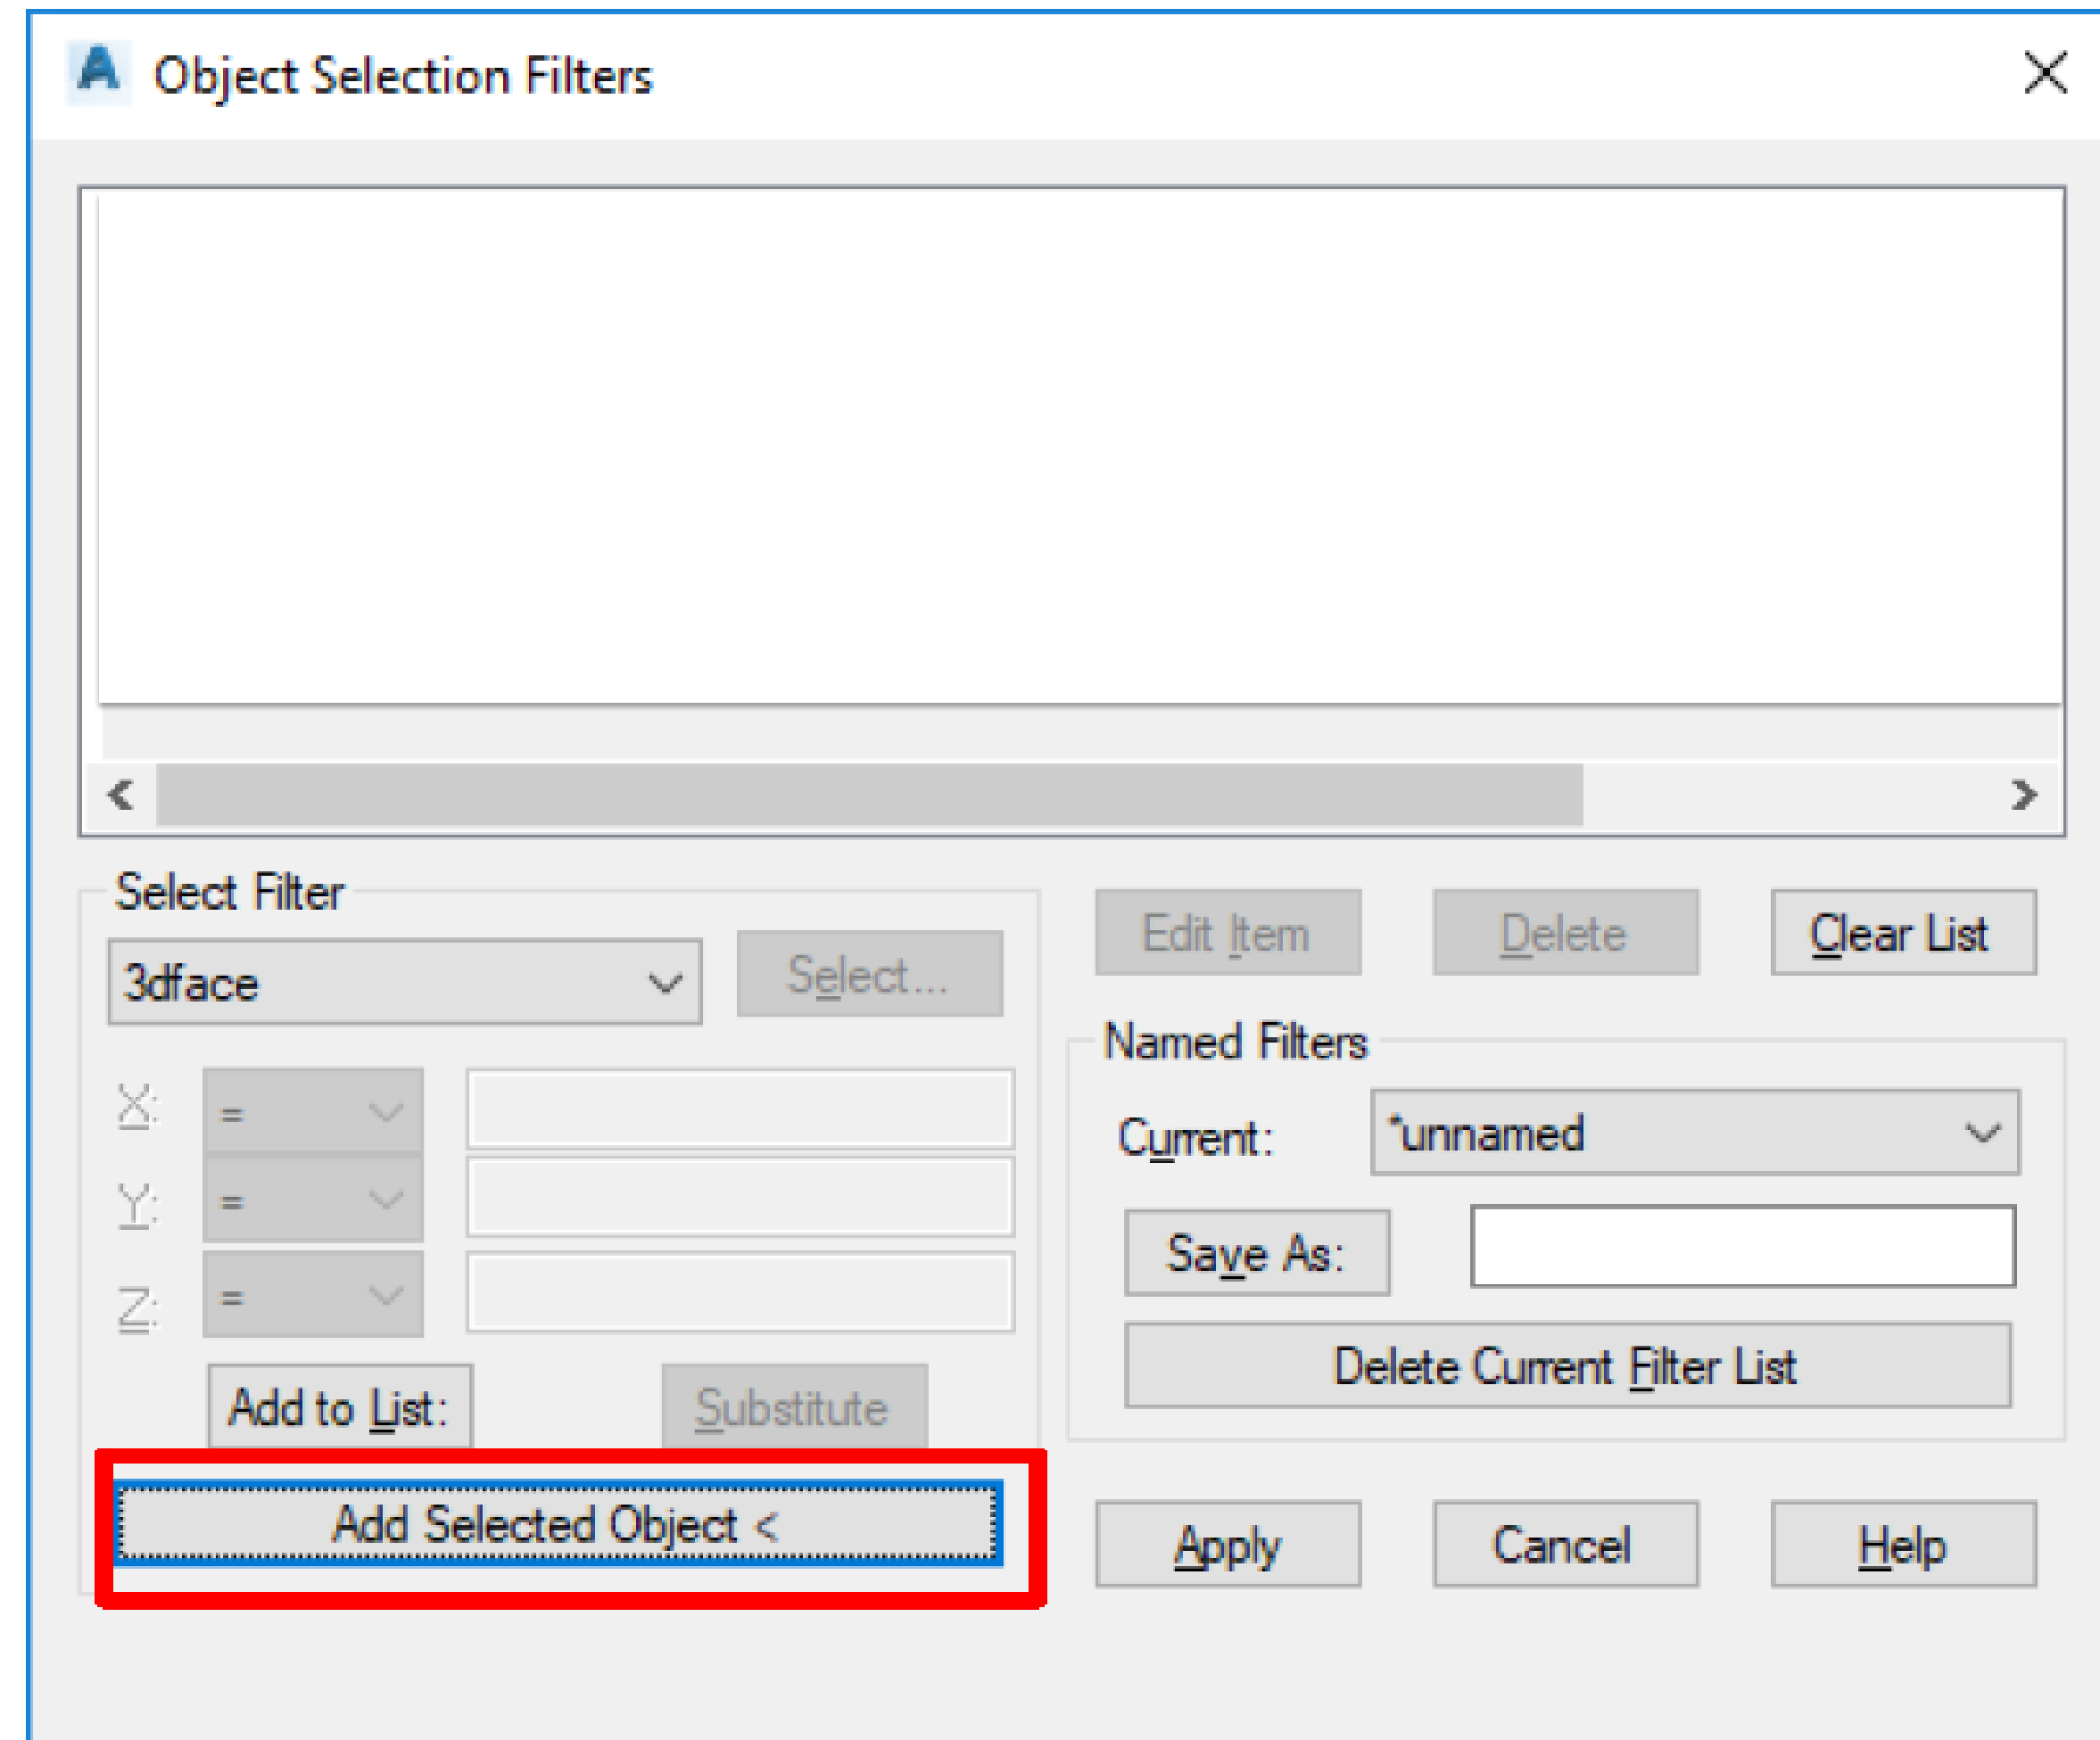 Object Selection Filters
Select Filter
3dface
Select...
Edit Item
Delete
Clear List
X:
=
Y:
=
Z:
=
Named Filters
Current:
*unnamed
Save As:
Delete Current Filter List
Add to List:
Substitute
Add Selected Object <
Apply
Cancel
Help